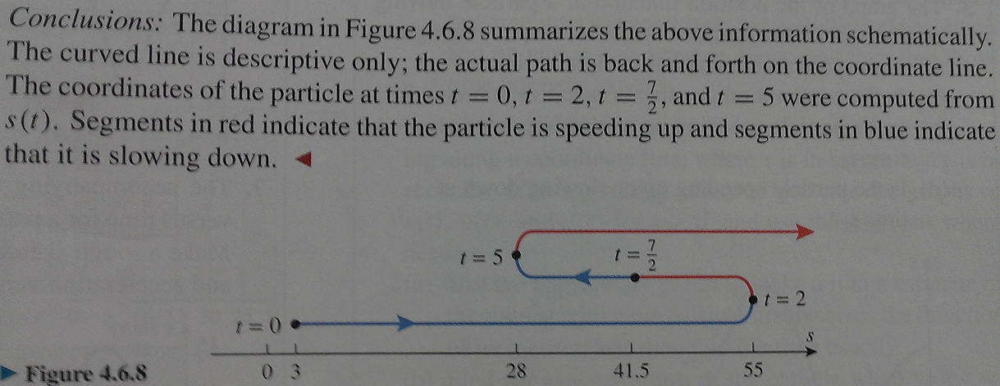 Conclusions: The diagram in Figure 4.6.8 summarizes the above information schematically.
The curved line is descriptive only; the actual path is back and forth on the coordinate line.
The coordinates of the particle at times t = 0, t = 2, t = 7/2, and t = 5 were computed from
s(t). Segments in red indicate that the particle is speeding up and segments in blue indicate
that it is slowing down. ◀
t = 5
t = 7/2
t = 2
t = 0
s
0 3 28 41.5 55
▶ Figure 4.6.8